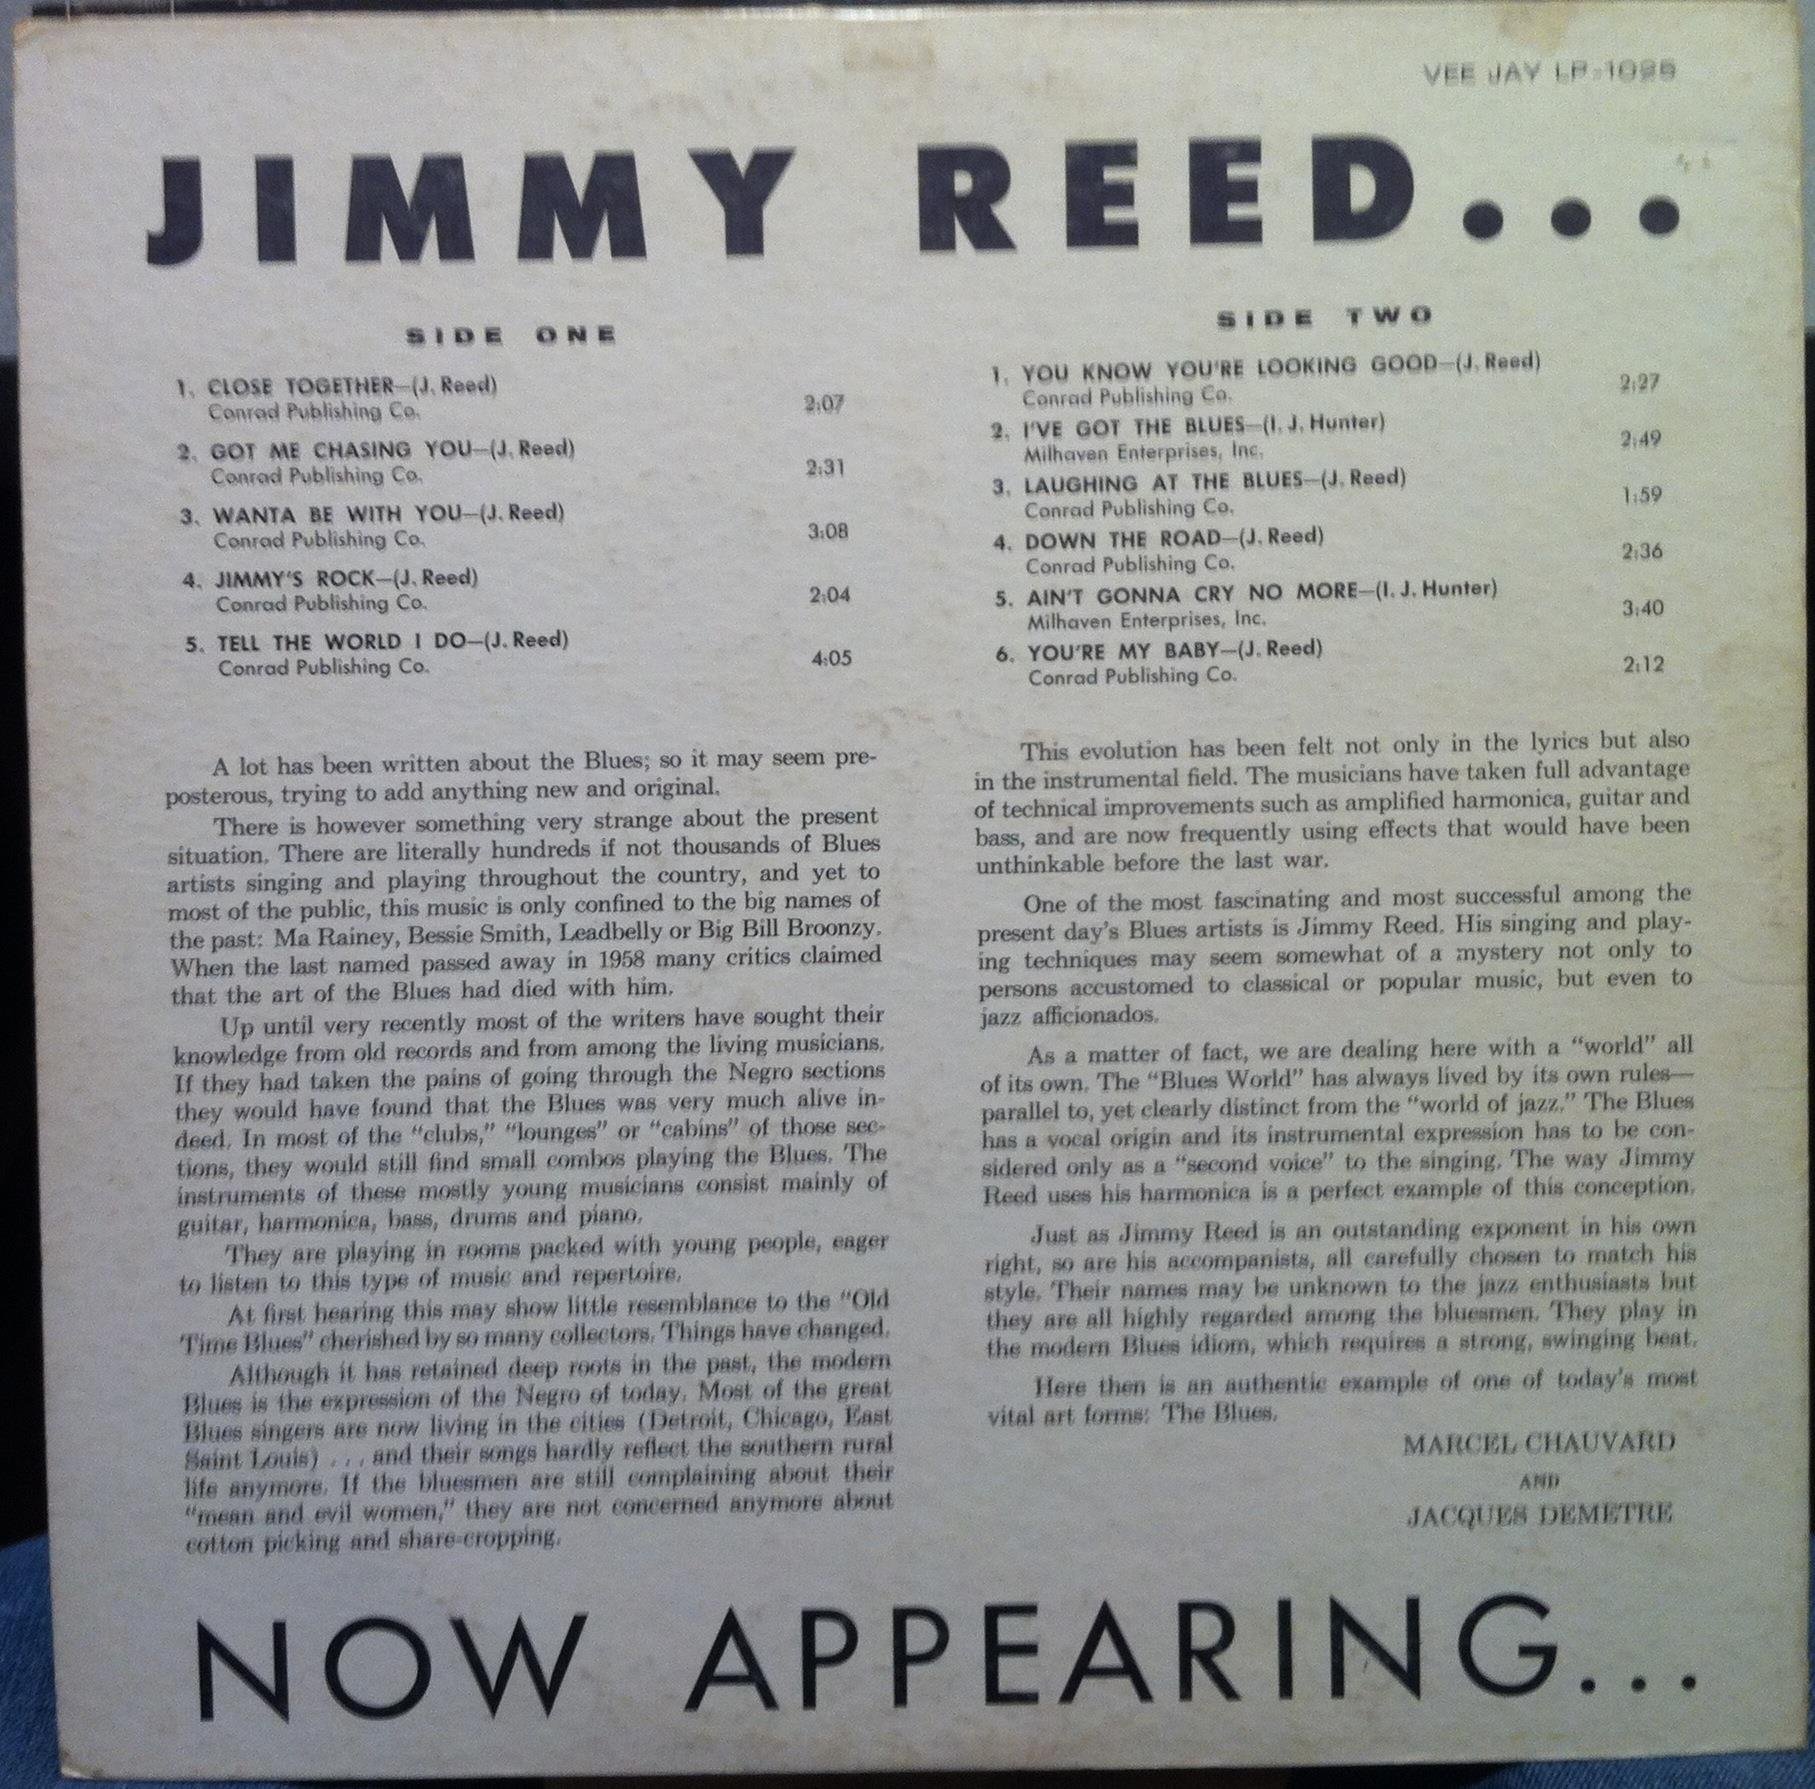 VEE JAY LP-1025
JIMMY REED...
SIDE ONE
1. CLOSE TOGETHER—(J. Reed)
Conrad Publishing Co. 2:07
2. GOT ME CHASING YOU—(J. Reed)
Conrad Publishing Co. 2:31
3. WANTA BE WITH YOU—(J. Reed)
Conrad Publishing Co. 3:08
4. JIMMY'S ROCK—(J. Reed)
Conrad Publishing Co. 2:04
5. TELL THE WORLD I DO—(J. Reed)
Conrad Publishing Co. 4:05
SIDE TWO
1. YOU KNOW YOU'RE LOOKING GOOD—(J. Reed)
Conrad Publishing Co. 2:27
2. I'VE GOT THE BLUES—(I. J. Hunter)
Milhaven Enterprises, Inc. 2:49
3. LAUGHING AT THE BLUES—(J. Reed)
Conrad Publishing Co. 1:59
4. DOWN THE ROAD—(J. Reed)
Conrad Publishing Co. 2:36
5. AIN'T GONNA CRY NO MORE—(I. J. Hunter)
Milhaven Enterprises, Inc. 3:40
6. YOU'RE MY BABY—(J. Reed)
Conrad Publishing Co. 2:12
A lot has been written about the Blues; so it may seem pre-
posterous, trying to add anything new and original.
There is however something very strange about the present
situation. There are literally hundreds if not thousands of Blues
artists singing and playing throughout the country, and yet to
most of the public, this music is only confined to the big names of
the past: Ma Rainey, Bessie Smith, Leadbelly or Big Bill Broonzy.
When the last named passed away in 1958 many critics claimed
that the art of the Blues had died with him.
Up until very recently most of the writers have sought their
knowledge from old records and from among the living musicians.
If they had taken the pains of going through the Negro sections
they would have found that the Blues was very much alive in-
deed. In most of the "clubs," "lounges" or "cabins" of those sec-
tions, they would still find small combos playing the Blues. The
instruments of these mostly young musicians consist mainly of
guitar, harmonica, bass, drums and piano.
They are playing in rooms packed with young people, eager
to listen to this type of music and repertoire.
At first hearing this may show little resemblance to the "Old
Time Blues" cherished by so many collectors. Things have changed.
Although it has retained deep roots in the past, the modern
Blues is the expression of the Negro of today. Most of the great
Blues singers are now living in the cities (Detroit, Chicago, East
Saint Louis) . . . and their songs hardly reflect the southern rural
life anymore. If the bluesmen are still complaining about their
"mean and evil women," they are not concerned anymore about
cotton picking and share-cropping.
This evolution has been felt not only in the lyrics but also
in the instrumental field. The musicians have taken full advantage
of technical improvements such as amplified harmonica, guitar and
bass, and are now frequently using effects that would have been
unthinkable before the last war.
One of the most fascinating and most successful among the
present day's Blues artists is Jimmy Reed. His singing and play-
ing techniques may seem somewhat of a mystery not only to
persons accustomed to classical or popular music, but even to
jazz afficionados.
As a matter of fact, we are dealing here with a "world" all
of its own. The "Blues World" has always lived by its own rules—
parallel to, yet clearly distinct from the "world of jazz." The Blues
has a vocal origin and its instrumental expression has to be con-
sidered only as a "second voice" to the singing. The way Jimmy
Reed uses his harmonica is a perfect example of this conception.
Just as Jimmy Reed is an outstanding exponent in his own
right, so are his accompanists, all carefully chosen to match his
style. Their names may be unknown to the jazz enthusiasts but
they are all highly regarded among the bluesmen. They play in
the modern Blues idiom, which requires a strong, swinging beat.
Here then is an authentic example of one of today's most
vital art forms: The Blues.
MARCEL CHAUVARD
AND
JACQUES DEMETRE
NOW APPEARING...